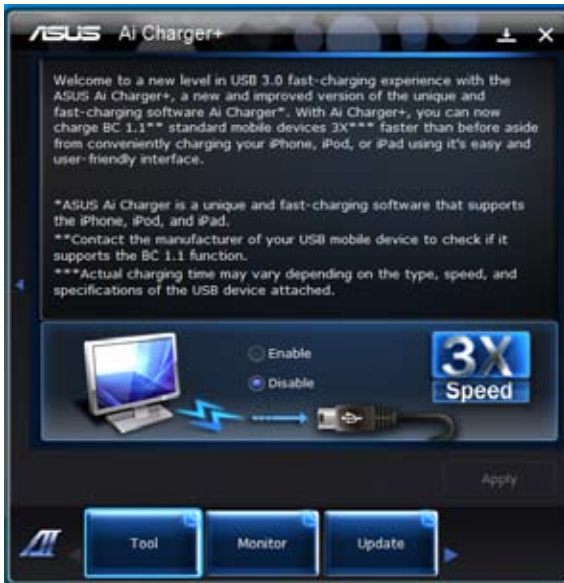 ASUS Ai Charger+
Welcome to a new level in USB 3.0 fast-charging experience with the
ASUS Ai Charger+, a new and improved version of the unique and
fast-charging software Ai Charger*. With Ai Charger+, you can now
charge BC 1.1** standard mobile devices 3X*** faster than before aside
from conveniently charging your iPhone, iPod, or iPad using it's easy and
user-friendly interface.
*ASUS Ai Charger is a unique and fast-charging software that supports
the iPhone, iPod, and iPad.
**Contact the manufacturer of your USB mobile device to check if it
supports the BC 1.1 function.
***Actual charging time may vary depending on the type, speed, and
specifications of the USB device attached.
Enable
Disable
3X
Speed
Apply
AI
Tool
Monitor
Update